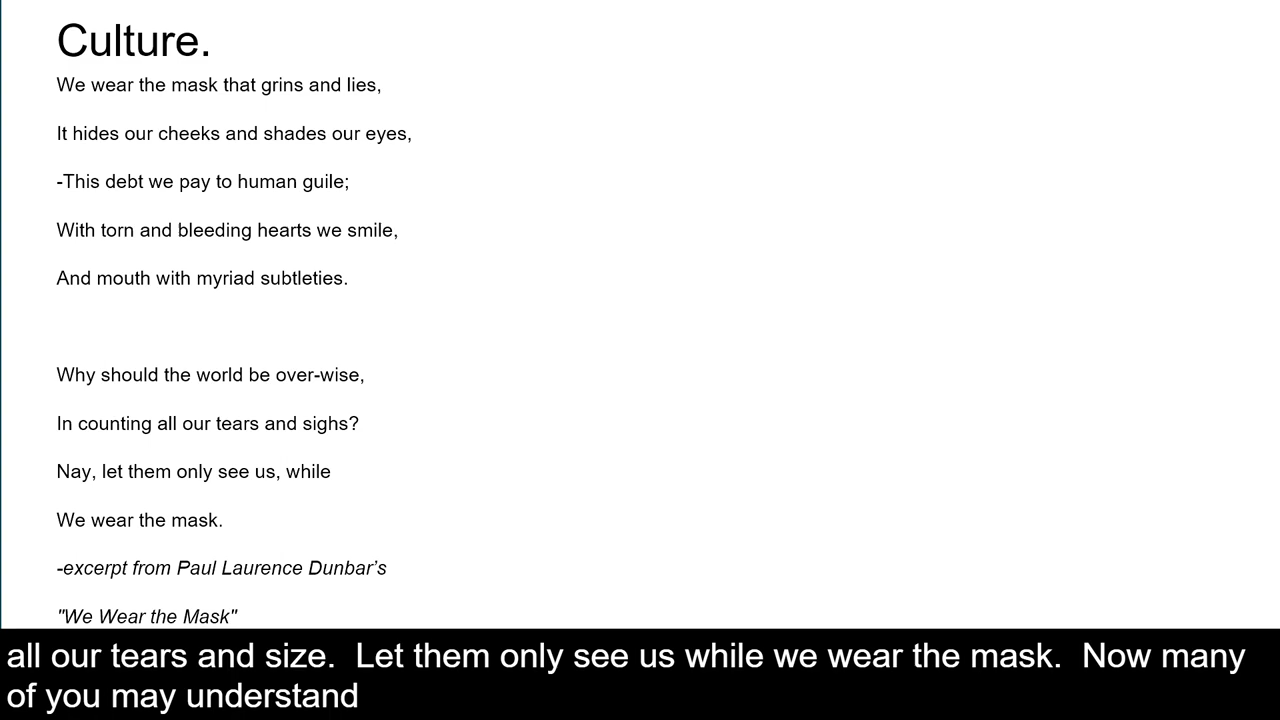 Culture.
We wear the mask that grins and lies,
It hides our cheeks and shades our eyes,
-This debt we pay to human guile;
With torn and bleeding hearts we smile,
And mouth with myriad subtleties.
Why should the world be over-wise,
In counting all our tears and sighs?
Nay, let them only see us, while
We wear the mask.
-excerpt from Paul Laurence Dunbar’s
"We Wear the Mask"
all our tears and size.  Let them only see us while we wear the mask.  Now many
of you may understand